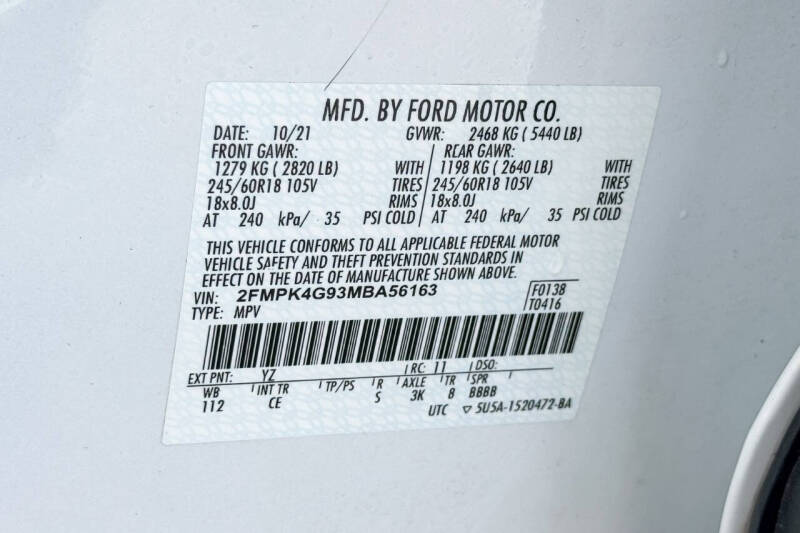 MFD. BY FORD MOTOR CO.
DATE: 10/21 GVWR: 2468 KG ( 5440 LB)
FRONT GAWR: REAR GAWR:
1279 KG ( 2820 LB) WITH 1198 KG ( 2640 LB) WITH
245/60R18 105V TIRES 245/60R18 105V TIRES
18x8.0J RIMS 18x8.0J RIMS
AT 240 kPa/ 35 PSI COLD AT 240 kPa/ 35 PSI COLD
THIS VEHICLE CONFORMS TO ALL APPLICABLE FEDERAL MOTOR
VEHICLE SAFETY AND THEFT PREVENTION STANDARDS IN
EFFECT ON THE DATE OF MANUFACTURE SHOWN ABOVE.
VIN: 2FMPK4G93MBA56163 F0138
TYPE: MPV T0416
EXT PNT: YZ RC: 11 DSO:
WB INT TR TP/PS R AXLE TR SPR
112 CE S 3K 8 BBBB
UTC ▽ 5U5A-1520472-BA